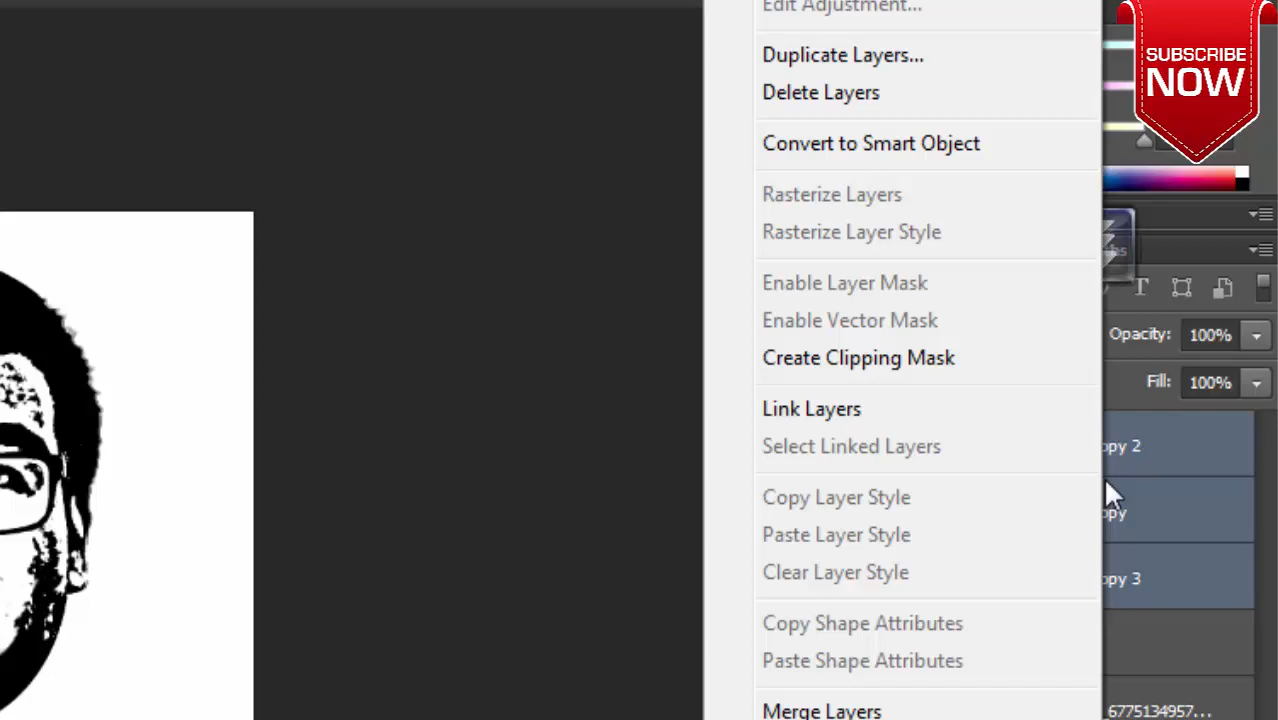 Edit Adjustment...
Duplicate Layers...
Delete Layers
Convert to Smart Object
Rasterize Layers
Rasterize Layer Style
Enable Layer Mask
Enable Vector Mask
Create Clipping Mask
Link Layers
Select Linked Layers
Copy Layer Style
Paste Layer Style
Clear Layer Style
Copy Shape Attributes
Paste Shape Attributes
Merge Layers
SUBSCRIBE
NOW
T
Opacity: 100%
Fill: 100%
opy 2
opy
opy 3
6775134957...